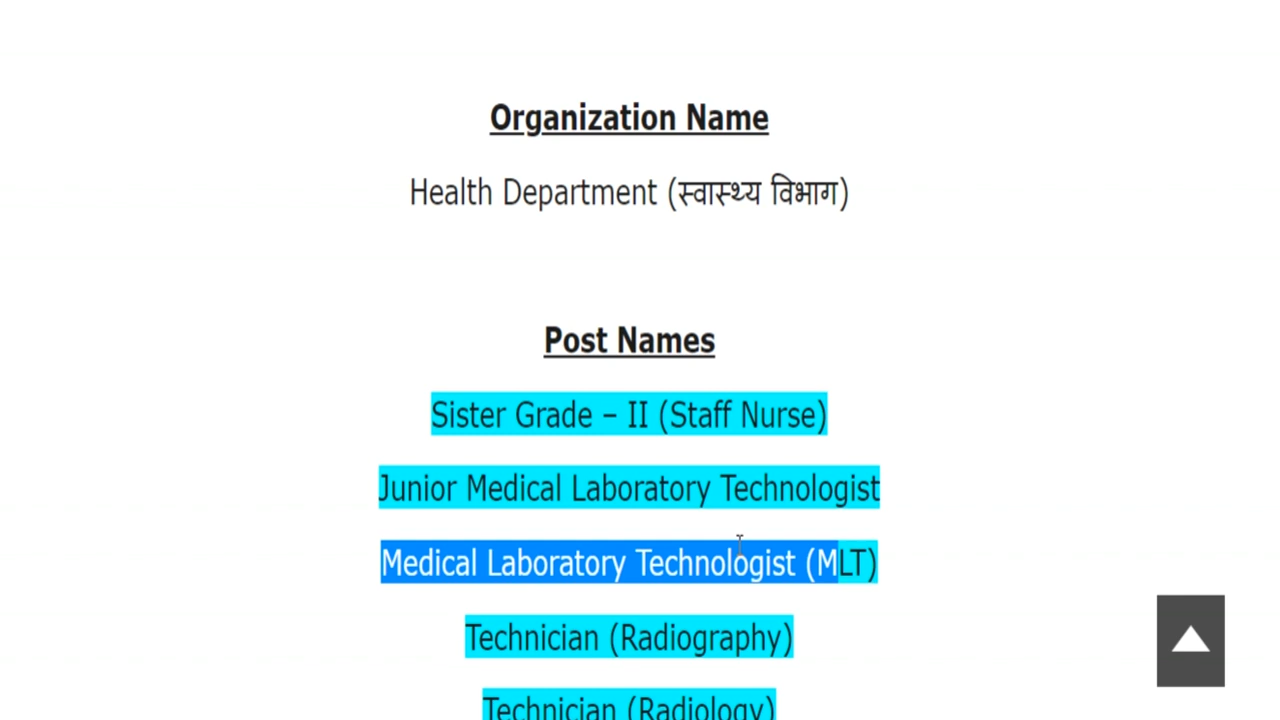 Organization Name
Health Department (स्वास्थ्य विभाग)
Post Names
Sister Grade – II (Staff Nurse)
Junior Medical Laboratory Technologist
Medical Laboratory Technologist (MLT)
Technician (Radiography)
Technician (Radiology)